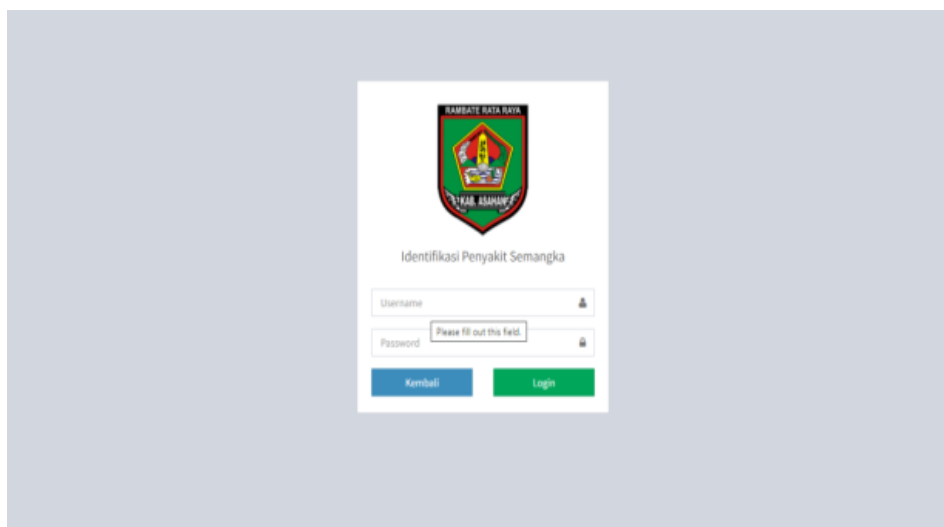 RAMBATE RATA RAYA
KAB. ASAHAN
Identifikasi Penyakit Semangka
Username
Please fill out this field.
Password
Kembali
Login